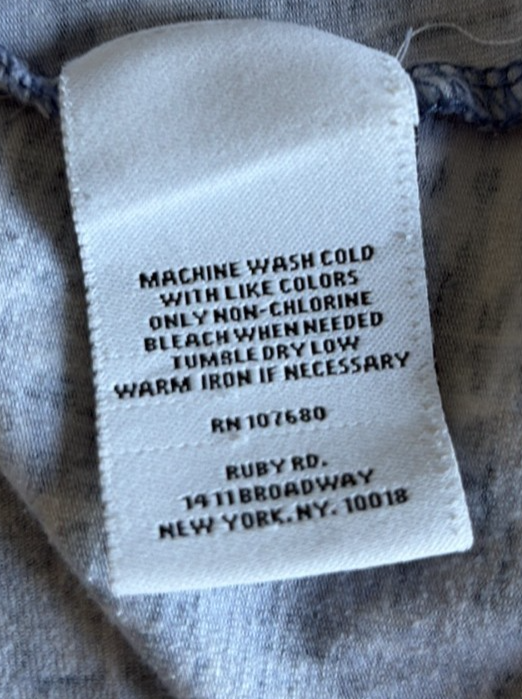 MACHINE WASH COLD
WITH LIKE COLORS
ONLY NON-CHLORINE
BLEACH WHEN NEEDED
TUMBLE DRY LOW
WARM IRON IF NECESSARY
RN 107680
RUBY RD.
1411 BROADWAY
NEW YORK. NY. 10018